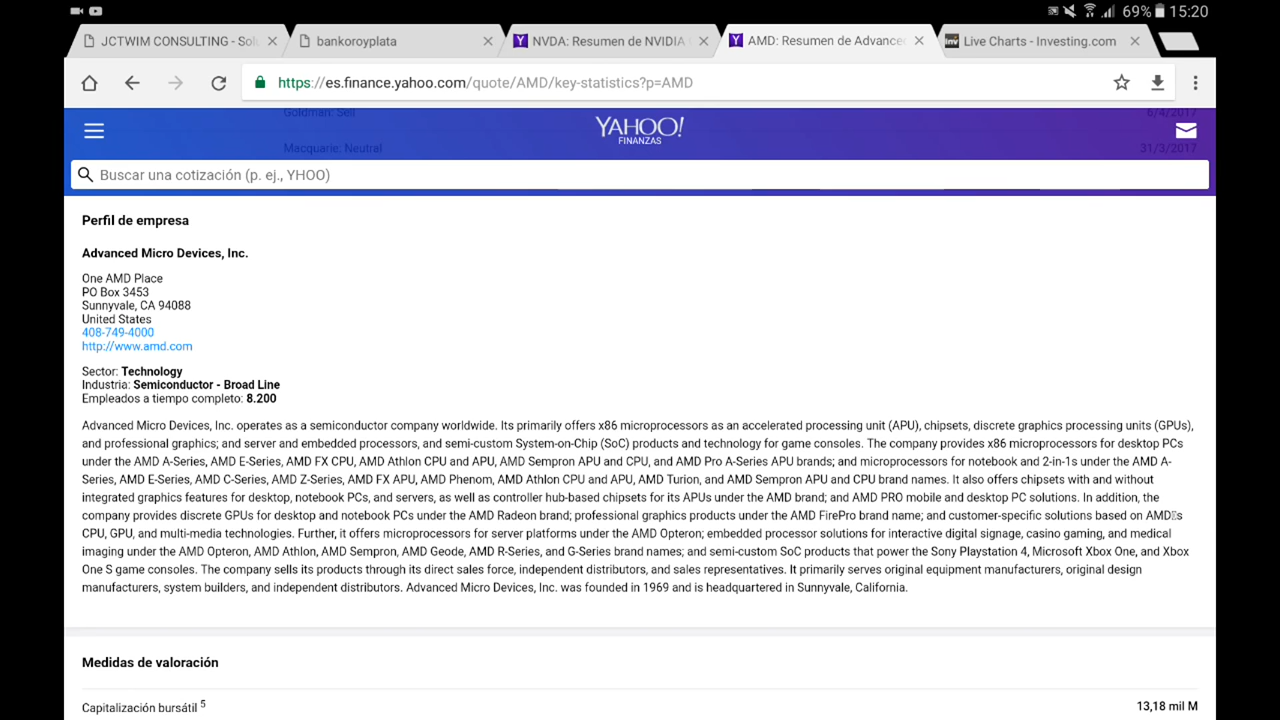 69% 15:20
JCTWIM CONSULTING - Solu
bankoroyplata
NVDA: Resumen de NVIDIA
AMD: Resumen de Advanced
Inv Live Charts - Investing.com
https://es.finance.yahoo.com/quote/AMD/key-statistics?p=AMD
Goldman: Sell 6/4/2017
YAHOO!
FINANZAS
Macquarie: Neutral 31/3/2017
Buscar una cotización (p. ej., YHOO)
Perfil de empresa
Advanced Micro Devices, Inc.
One AMD Place
PO Box 3453
Sunnyvale, CA 94088
United States
408-749-4000
http://www.amd.com
Sector: Technology
Industria: Semiconductor - Broad Line
Empleados a tiempo completo: 8.200
Advanced Micro Devices, Inc. operates as a semiconductor company worldwide. Its primarily offers x86 microprocessors as an accelerated processing unit (APU), chipsets, discrete graphics processing units (GPUs),
and professional graphics; and server and embedded processors, and semi-custom System-on-Chip (SoC) products and technology for game consoles. The company provides x86 microprocessors for desktop PCs
under the AMD A-Series, AMD E-Series, AMD FX CPU, AMD Athlon CPU and APU, AMD Sempron APU and CPU, and AMD Pro A-Series APU brands; and microprocessors for notebook and 2-in-1s under the AMD A-
Series, AMD E-Series, AMD C-Series, AMD Z-Series, AMD FX APU, AMD Phenom, AMD Athlon CPU and APU, AMD Turion, and AMD Sempron APU and CPU brand names. It also offers chipsets with and without
integrated graphics features for desktop, notebook PCs, and servers, as well as controller hub-based chipsets for its APUs under the AMD brand; and AMD PRO mobile and desktop PC solutions. In addition, the
company provides discrete GPUs for desktop and notebook PCs under the AMD Radeon brand; professional graphics products under the AMD FirePro brand name; and customer-specific solutions based on AMD□s
CPU, GPU, and multi-media technologies. Further, it offers microprocessors for server platforms under the AMD Opteron; embedded processor solutions for interactive digital signage, casino gaming, and medical
imaging under the AMD Opteron, AMD Athlon, AMD Sempron, AMD Geode, AMD R-Series, and G-Series brand names; and semi-custom SoC products that power the Sony Playstation 4, Microsoft Xbox One, and Xbox
One S game consoles. The company sells its products through its direct sales force, independent distributors, and sales representatives. It primarily serves original equipment manufacturers, original design
manufacturers, system builders, and independent distributors. Advanced Micro Devices, Inc. was founded in 1969 and is headquartered in Sunnyvale, California.
Medidas de valoración
Capitalización bursátil 5 13,18 mil M